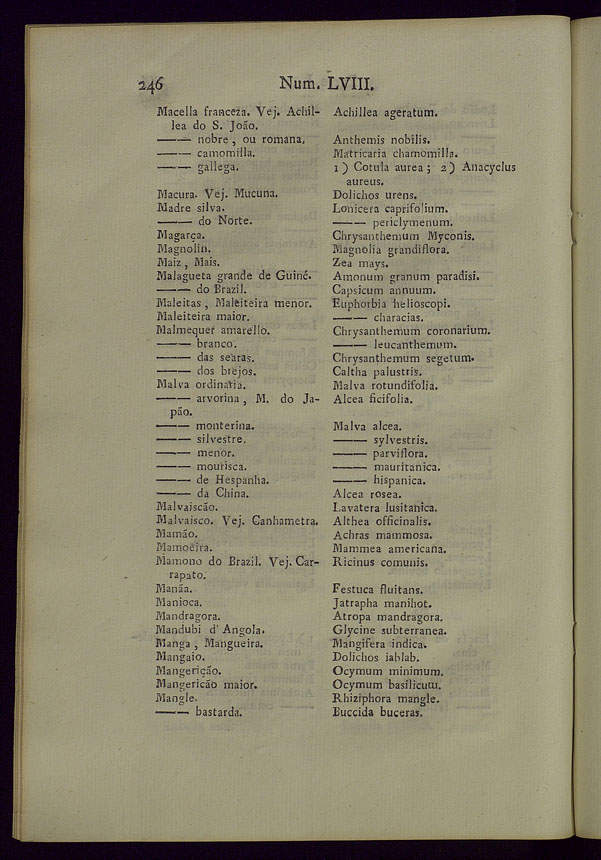 246 Num. LVIII.
Macella franceza. Vej. Achil- Achillea ageratum.
lea do S. João.
——— nobre, ou romana. Anthemis nobilis.
——— camomilla. Matricaria chamomilla.
——— gallega. 1) Cotula aurea; 2) Anacyclus
aureus.
Macura. Vej. Mucuna. Dolichos urens.
Madre silva. Lonicera caprifolium.
——— do Norte. ——— periclymenum.
Magarça. Chrysanthemum Myconis.
Magnolin. Magnolia grandiflora.
Maiz, Mais. Zea mays.
Malagueta grande de Guiné. Amonum granum paradisi.
——— do Brazil. Capsicum annuum.
Maleitas, Maleiteira menor. Euphorbia helioscopi.
Maleiteira maior. ——— characias.
Malmequer amarello. Chrysanthemum coronarium.
——— branco. ——— leucanthemum.
——— das searas. Chrysanthemum segetum.
——— dos brejos. Caltha palustris.
Malva ordinaria. Malva rotundifolia.
——— arvorina, M. do Ja- Alcea ficifolia.
pão.
——— monterina. Malva alcea.
——— silvestre. ——— sylvestris.
——— menor. ——— parviflora.
——— mourisca. ——— mauritanica.
——— de Hespanha. ——— hispanica.
——— da China. Alcea rosea.
Malvaiscão. Lavatera lusitanica.
Malvaisco. Vej. Canhametra. Althea officinalis.
Mamão. Achras mammosa.
Mamoeira. Mammea americana.
Mamono do Brazil. Vej. Car- Ricinus comunis.
rapato.
Manãa. Festuca fluitans.
Manioca. Jatrapha manihot.
Mandragora. Atropa mandragora.
Mandubi d' Angola. Glycine subterranea.
Manga, Mangueira. Mangifera indica.
Mangaio. Dolichos lablab.
Mangerição. Ocymum minimum.
Mangericão maior. Ocymum basilicum.
Mangle. Rhiziphora mangle.
——— bastarda. Buccida buceras.